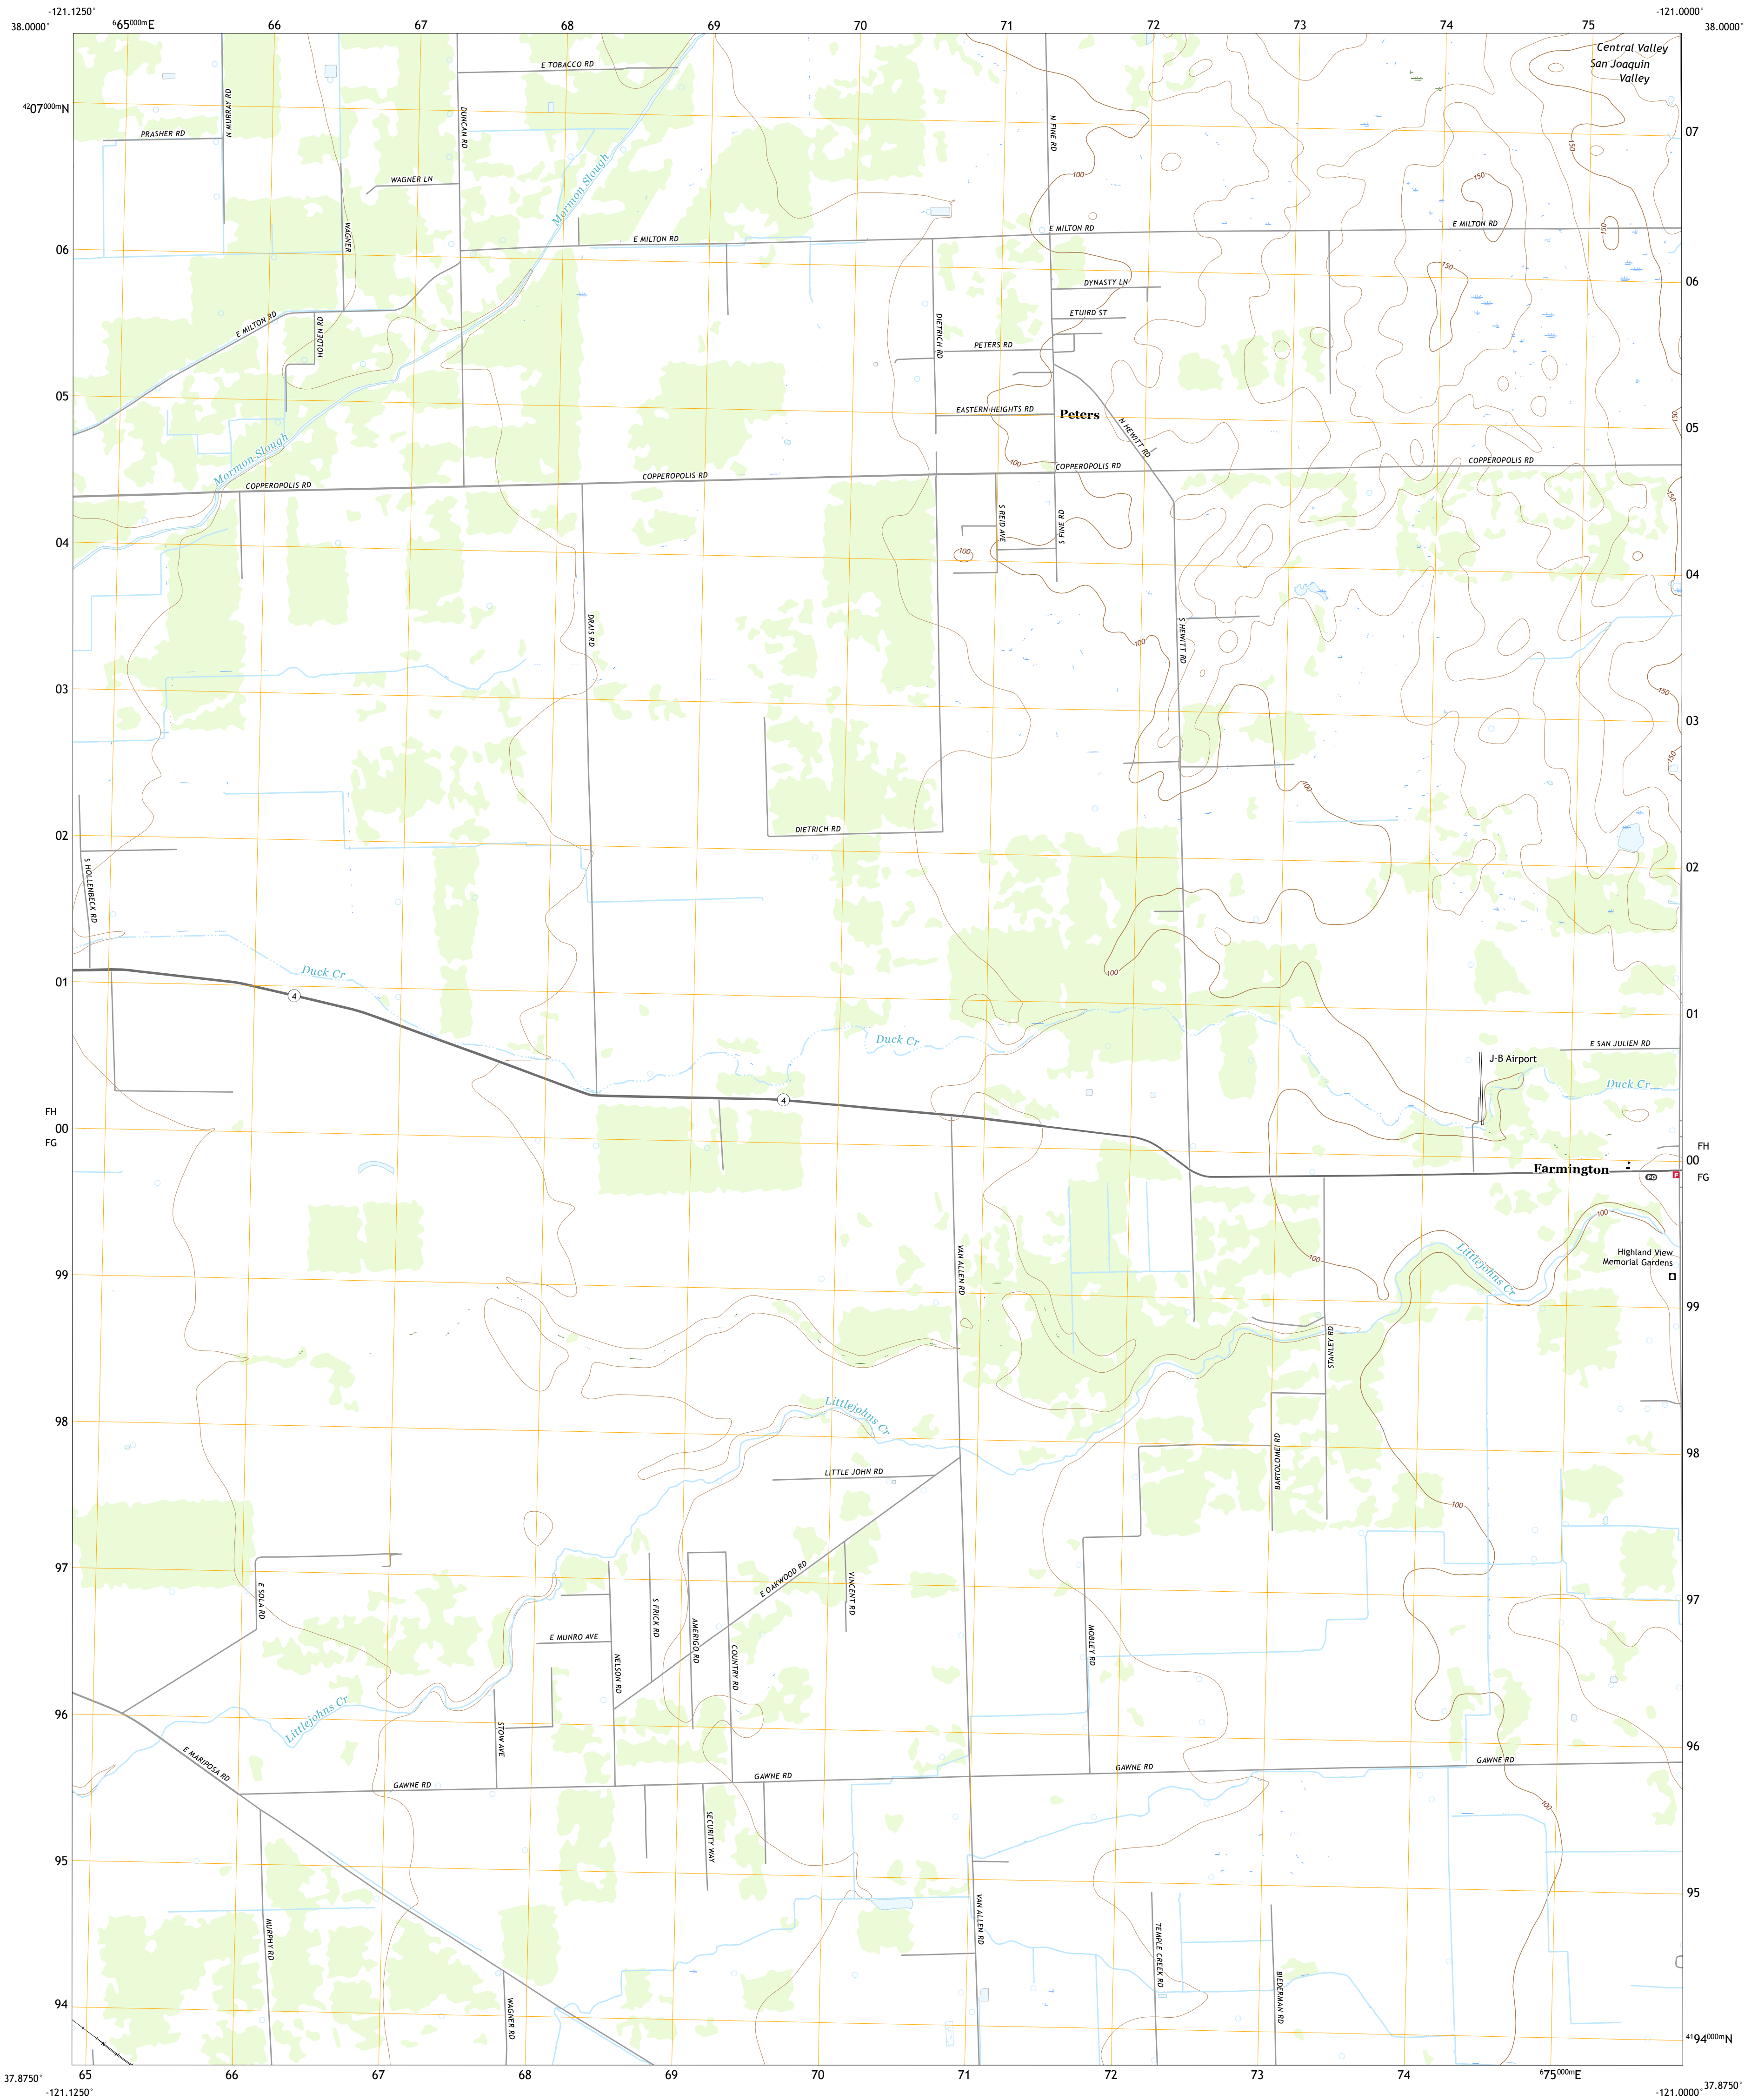 -121.1250°
-121.0000°
38.0000°
⁶65000mE
66
67
68
69
70
71
72
73
74
75
38.0000°
Central Valley
San Joaquin
Valley
E TOBACCO RD
N MURRAY RD
DUNCAN RD
N FINE RD
⁴²07000mN
07
PRASHER RD
150
WAGNER LN
Mormon Slough
100
150
WAGNER
E MILTON RD
E MILTON RD
E MILTON RD
150
06
06
150
DYNASTY LN
ETUIRD ST
E MILTON RD
HOLDEN RD
DIETRICH RD
PETERS RD
05
EASTERN HEIGHTS RD
Peters
N HEWITT RD
150
05
Mormon Slough
100
COPPEROPOLIS RD
COPPEROPOLIS RD
COPPEROPOLIS RD
COPPEROPOLIS RD
150
S REID AVE
S FINE RD
04
100
04
DRAIS RD
S HEWITT RD
100
03
150
03
150
100
02
DIETRICH RD
02
S HOLLENBECK RD
Duck Cr
100
01
4
01
Duck Cr
E SAN JULIEN RD
J-B Airport
Duck Cr
4
FH
00
FG
FH
00
FG
Farmington
PO
F
100
VAN ALLEN RD
100
Littlejohns Cr
Highland View
Memorial Gardens
99
99
STANLEY RD
Littlejohns Cr
98
98
BARTOLOMEI RD
LITTLE JOHN RD
100
97
E OAKWOOD RD
VINCENT RD
97
E SOLA RD
S FRICK RD
AMERIGO RD
E MUNRO AVE
NELSON RD
COUNTRY RD
MOBLEY RD
96
Littlejohns Cr
STOW AVE
96
E MARIPOSA RD
GAWNE RD
GAWNE RD
GAWNE RD
GAWNE RD
100
SECURITY WAY
95
95
MURPHY RD
VAN ALLEN RD
TEMPLE CREEK RD
BIEDERMAN RD
WAGNER RD
94
⁴¹94000mN
37.8750°
65
66
67
68
69
70
71
72
73
74
⁶75000mE
37.8750°
-121.1250°
-121.0000°